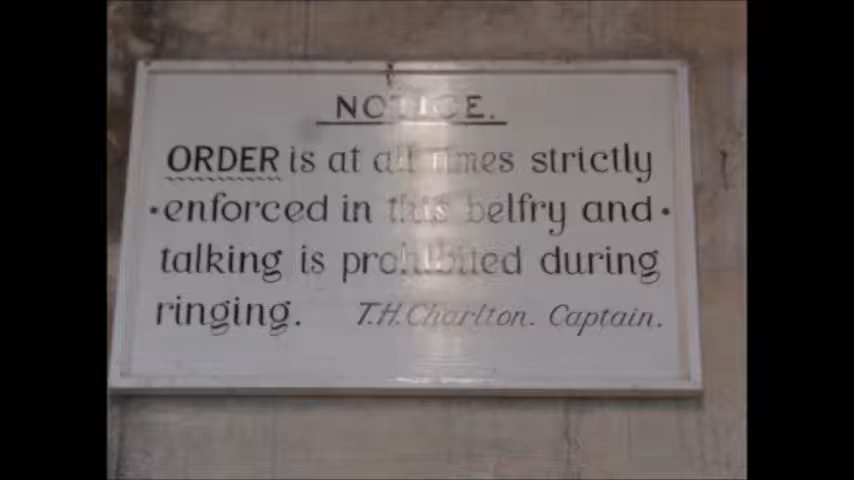 NOTICE.
ORDER is at all times strictly
·enforced in this belfry and·
talking is prohibited during
ringing. T.H. Charlton. Captain.